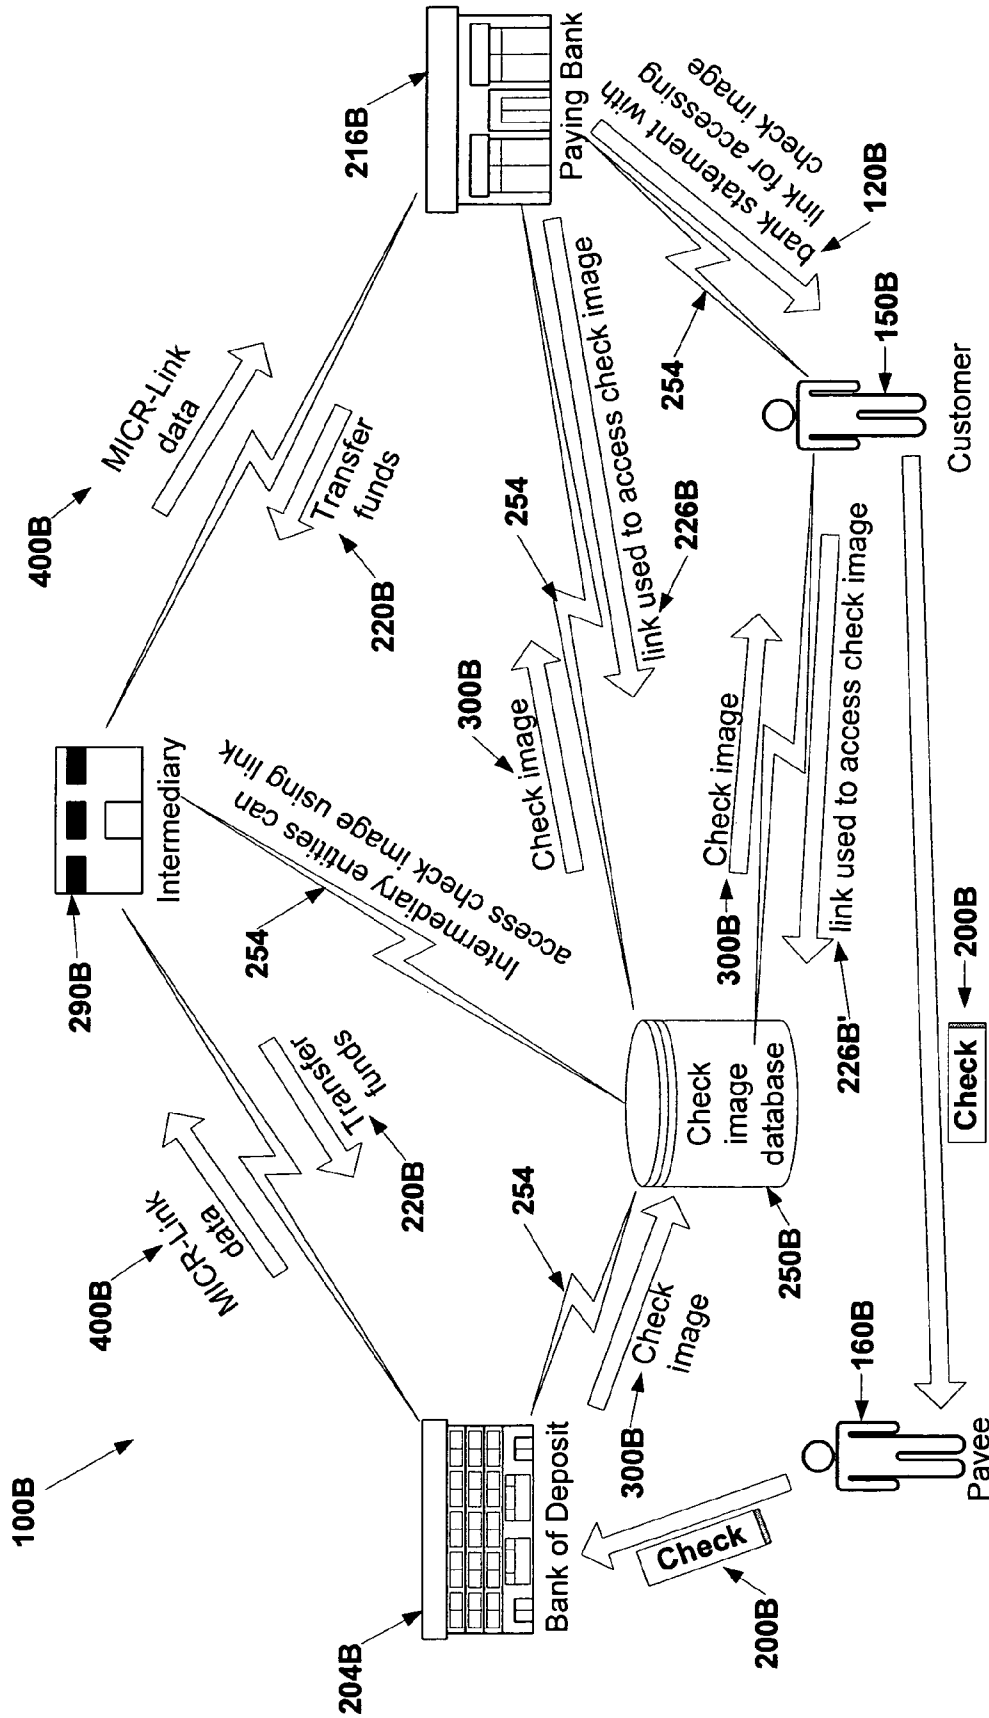 100B
290B
Intermediary
400B
MICR-Link
data
400B
MICR-Link
data
Transfer
funds
220B
Transfer
funds
220B
216B
Paying Bank
204B
Bank of Deposit
254
Intermediary entities can
access check image using link
300B
Check image
254
link used to access check image
226B
bank statement with
link for accessing
check image
120B
254
254
300B
Check
image
Check
image
database
250B
300B
Check image
link used to access check image
226B'
150B
Customer
200B
Check
200B
Check
160B
Payee